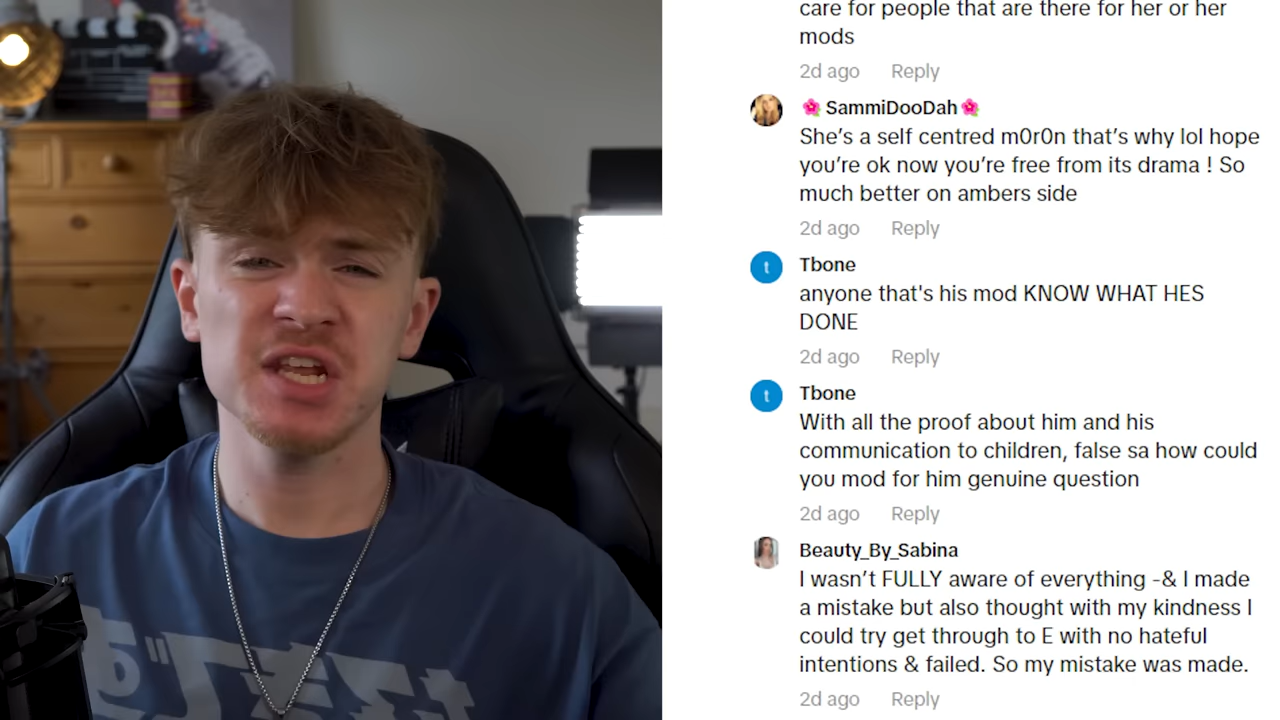 care for people that are there for her or her
mods
2d ago Reply
🌺 SammiDooDah 🌺
She's a self centred m0r0n that's why lol hope
you're ok now you're free from its drama ! So
much better on ambers side
2d ago Reply
t Tbone
anyone that's his mod KNOW WHAT HES
DONE
2d ago Reply
t Tbone
With all the proof about him and his
communication to children, false sa how could
you mod for him genuine question
2d ago Reply
Beauty_By_Sabina
I wasn't FULLY aware of everything -& I made
a mistake but also thought with my kindness I
could try get through to E with no hateful
intentions & failed. So my mistake was made.
2d ago Reply